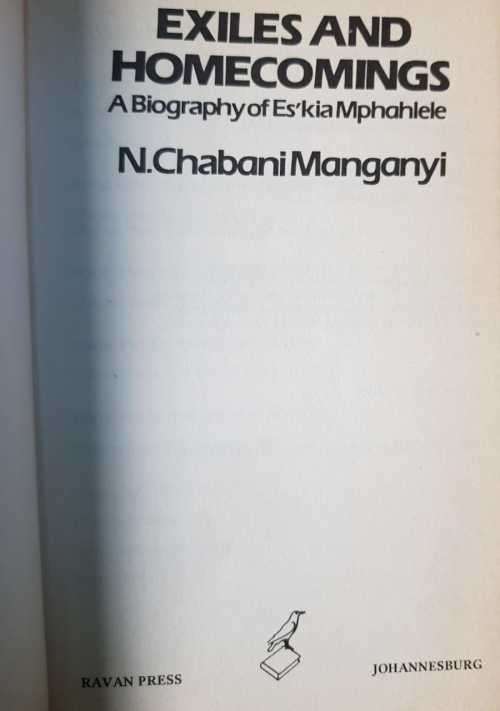 EXILES AND
HOMECOMINGS
A Biography of Es'kia Mphahlele
N.Chabani Manganyi
RAVAN PRESS
JOHANNESBURG